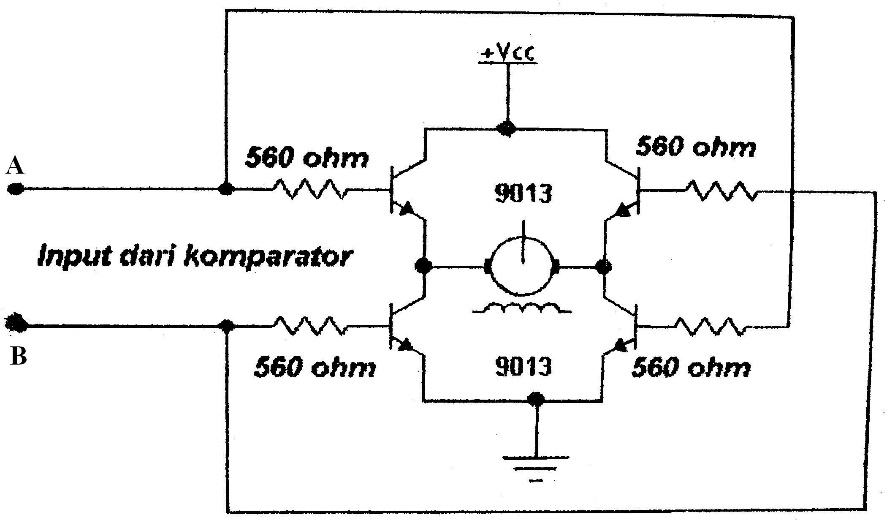 +Vcc
560 ohm
560 ohm
A
9013
Input dari komparator
B
560 ohm
9013
560 ohm